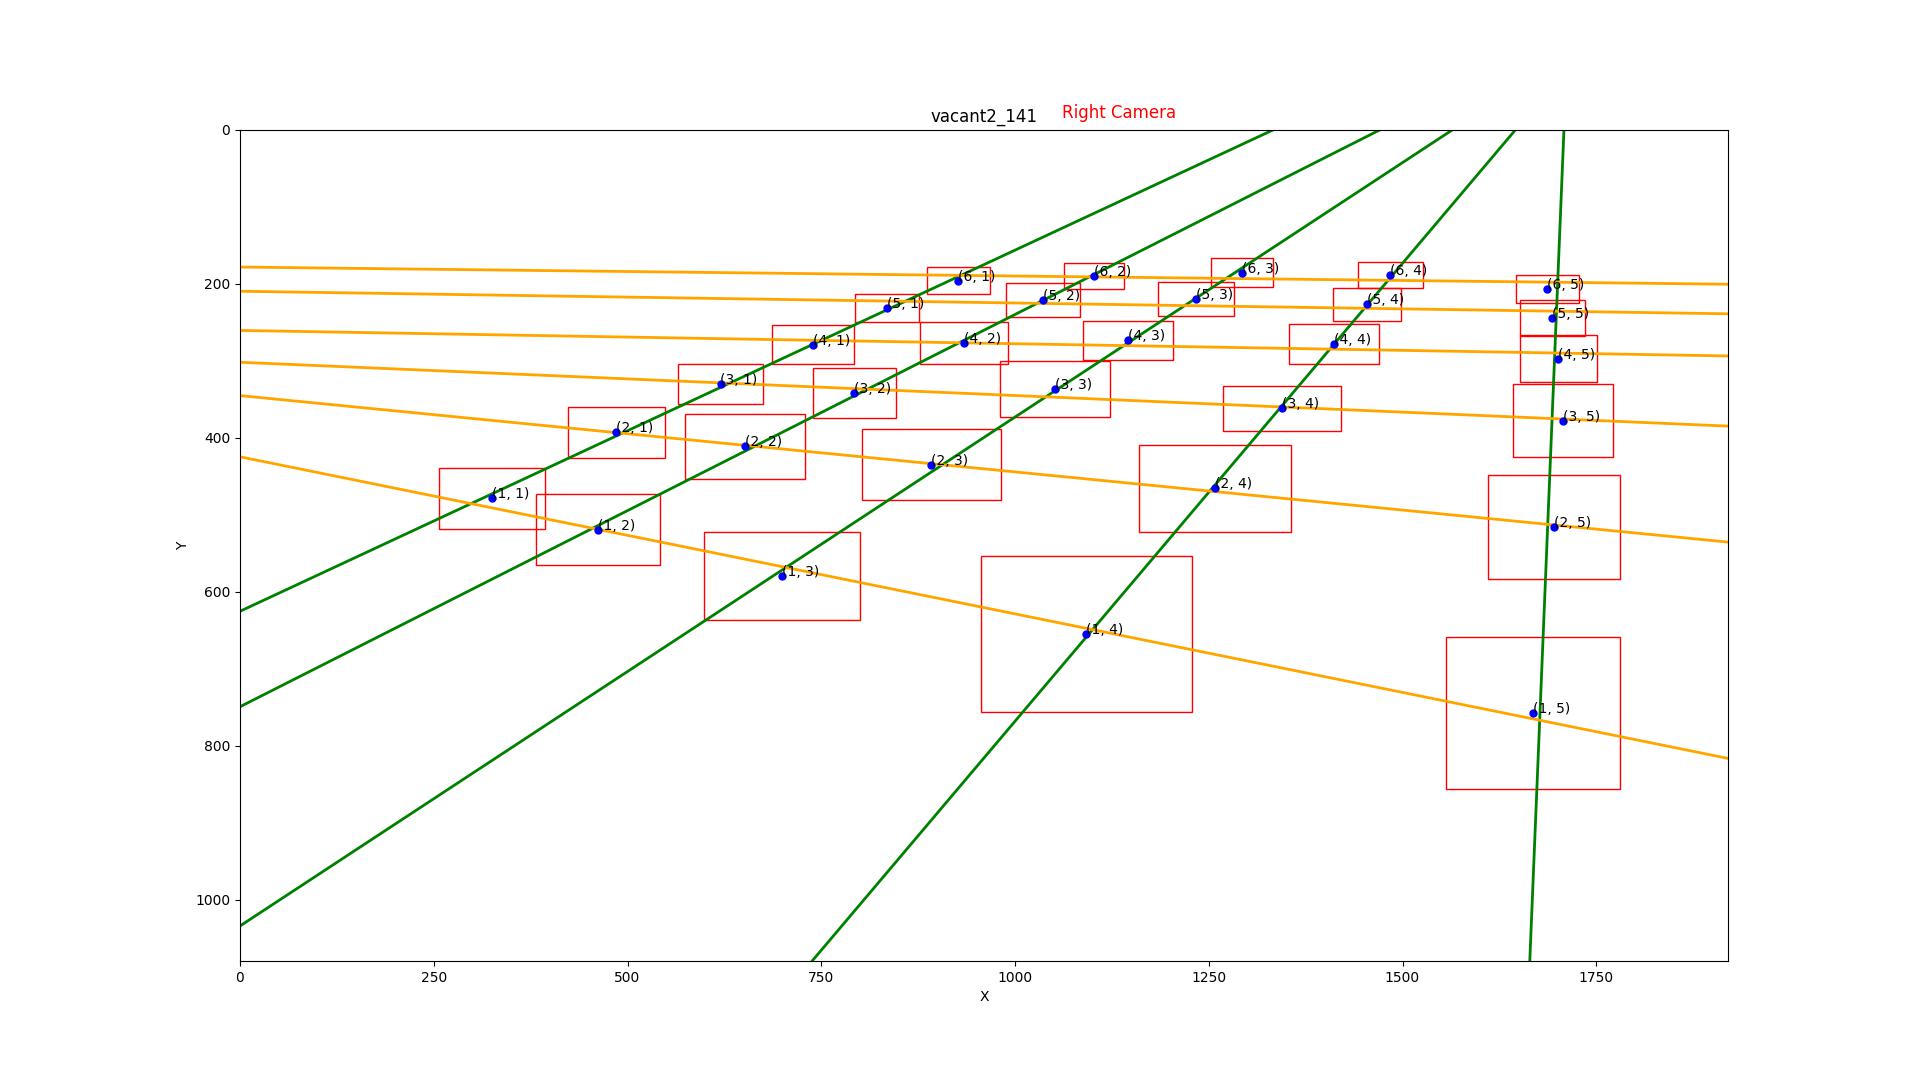 vacant2_141 Right Camera
0
200
400
600
800
1000
Y
(6, 1) (6, 2) (6, 3) (6, 4) (6, 5)
(5, 1) (5, 2) (5, 3) (5, 4) (5, 5)
(4, 1) (4, 2) (4, 3) (4, 4) (4, 5)
(3, 1) (3, 2) (3, 3) (3, 4) (3, 5)
(2, 1) (2, 2) (2, 3) (2, 4) (2, 5)
(1, 1) (1, 2) (1, 3) (1, 4) (1, 5)
0 250 500 750 1000 1250 1500 1750
X